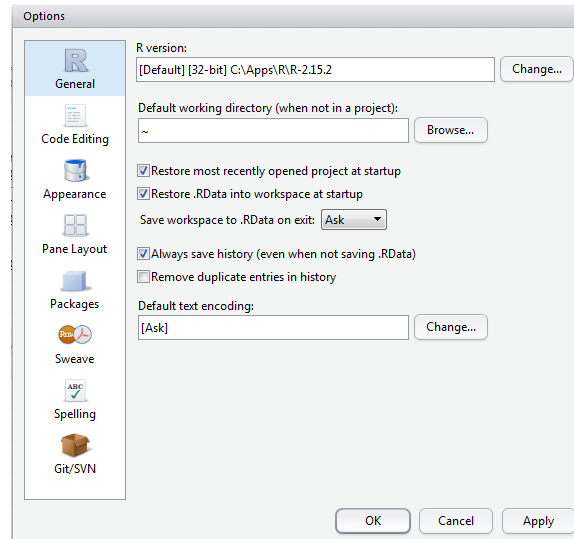 Options
R
General
Code Editing
Appearance
Pane Layout
Packages
Rnw
Sweave
ABC
Spelling
Git/SVN
R version:
[Default] [32-bit] C:\Apps\R\R-2.15.2
Change...
Default working directory (when not in a project):
~
Browse...
Restore most recently opened project at startup
Restore .RData into workspace at startup
Save workspace to .RData on exit: Ask
Always save history (even when not saving .RData)
Remove duplicate entries in history
Default text encoding:
[Ask]
Change...
OK
Cancel
Apply